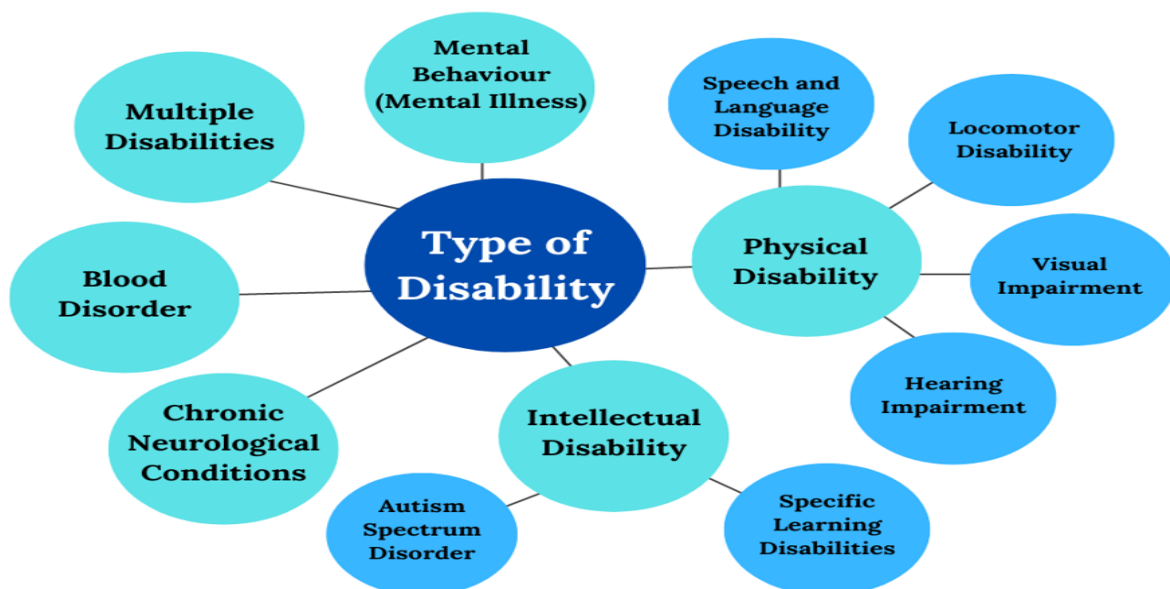 Mental
Behaviour
(Mental Illness)
Multiple
Disabilities
Speech and
Language
Disability
Locomotor
Disability
Type of
Disability
Physical
Disability
Visual
Impairment
Blood
Disorder
Hearing
Impairment
Chronic
Neurological
Conditions
Intellectual
Disability
Autism
Spectrum
Disorder
Specific
Learning
Disabilities